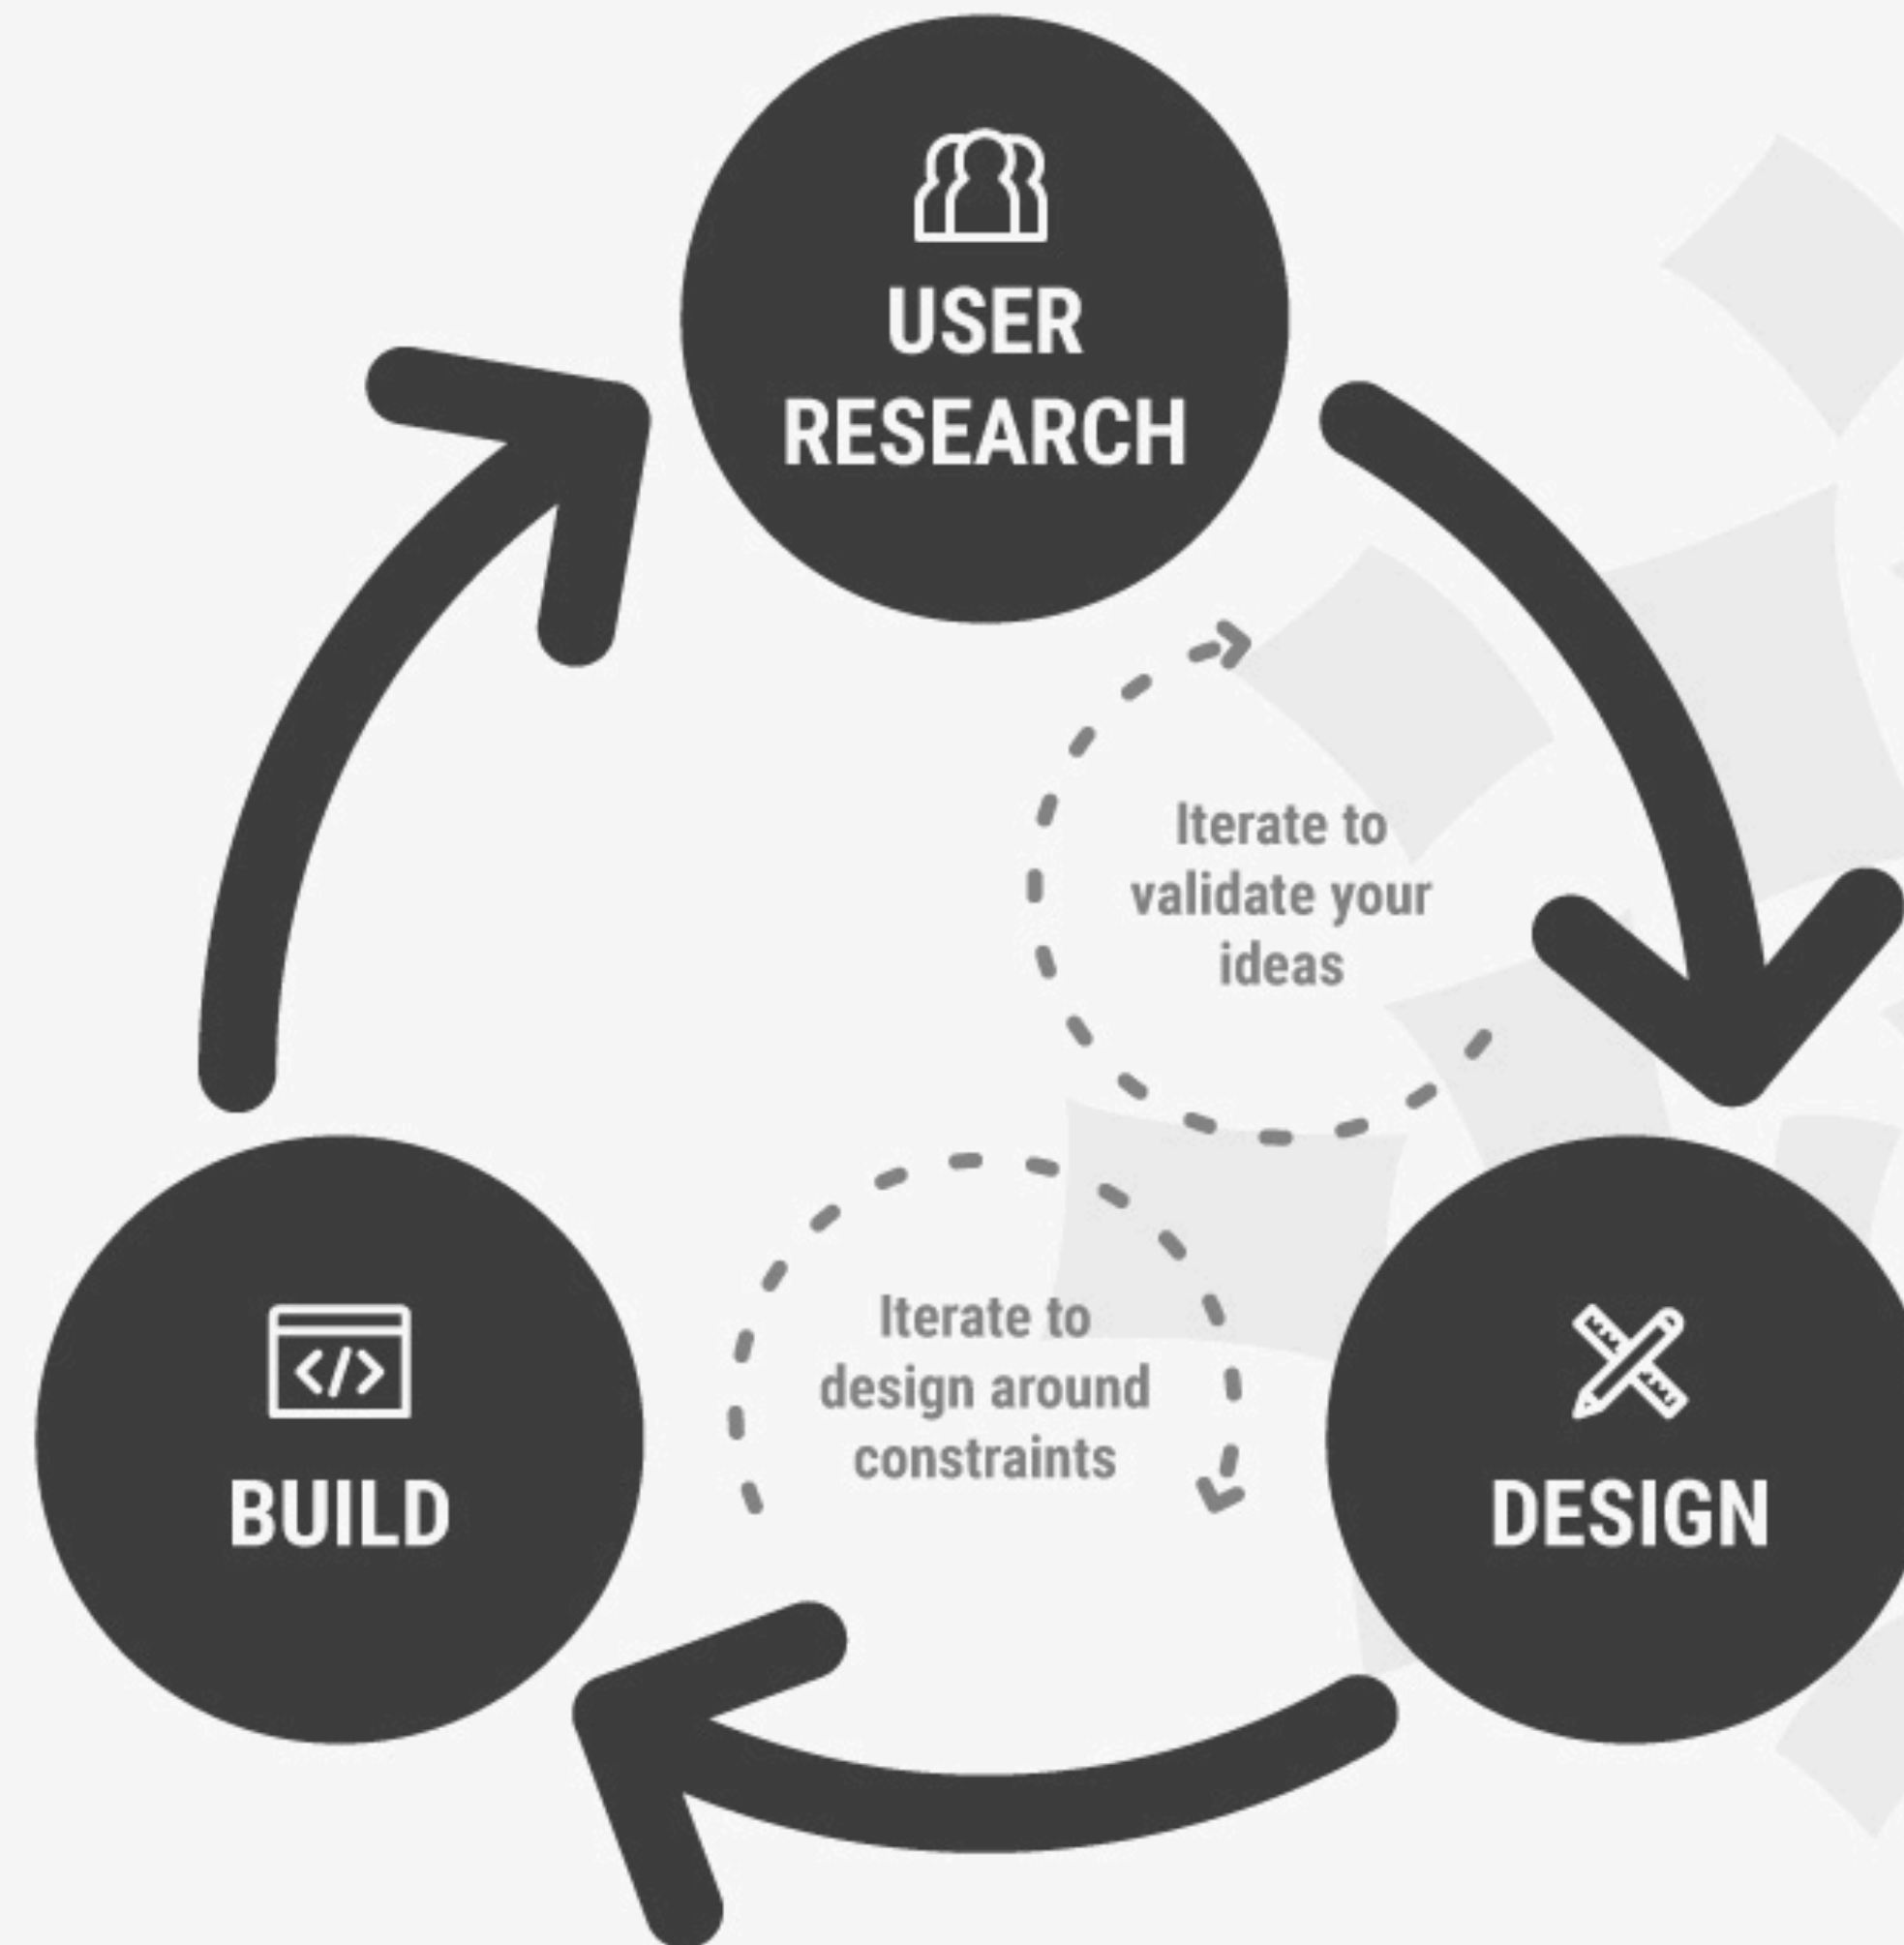 USER
RESEARCH
Iterate to
validate your
ideas
Iterate to
design around
constraints
</>
BUILD
DESIGN